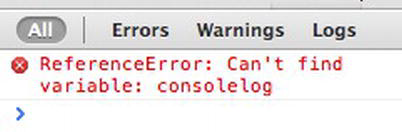 All Errors Warnings Logs
ReferenceError: Can't find
variable: consolelog